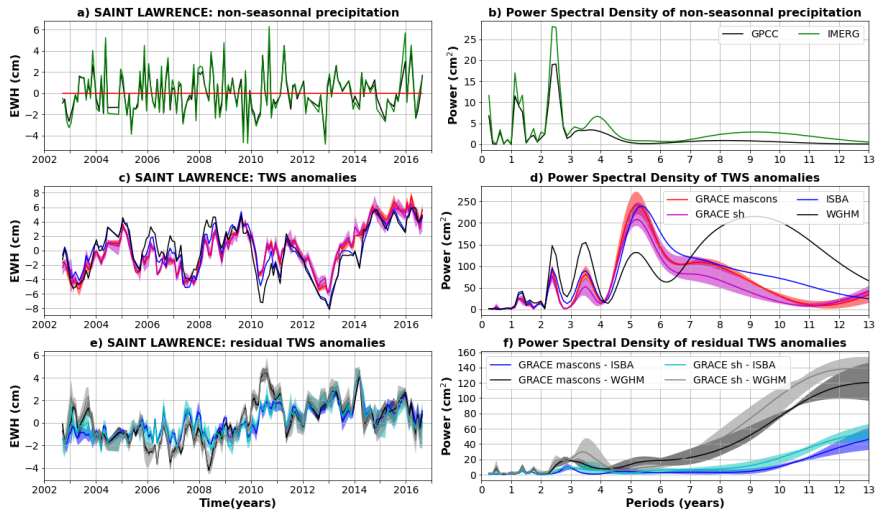 a) SAINT LAWRENCE: non-seasonnal precipitation
EWH (cm)
6
4
2
0
−2
−4
2002 2004 2006 2008 2010 2012 2014 2016
b) Power Spectral Density of non-seasonnal precipitation
Power (cm²)
25
20
15
10
5
0
GPCC IMERG
0 1 2 3 4 5 6 7 8 9 10 11 12 13
c) SAINT LAWRENCE: TWS anomalies
EWH (cm)
8
6
4
2
0
−2
−4
−6
−8
2002 2004 2006 2008 2010 2012 2014 2016
d) Power Spectral Density of TWS anomalies
Power (cm²)
250
200
150
100
50
0
GRACE mascons ISBA
GRACE sh WGHM
0 1 2 3 4 5 6 7 8 9 10 11 12 13
e) SAINT LAWRENCE: residual TWS anomalies
EWH (cm)
6
4
2
0
−2
−4
2002 2004 2006 2008 2010 2012 2014 2016
Time(years)
f) Power Spectral Density of residual TWS anomalies
Power (cm²)
160
140
120
100
80
60
40
20
0
GRACE mascons - ISBA GRACE sh - ISBA
GRACE mascons - WGHM GRACE sh - WGHM
0 1 2 3 4 5 6 7 8 9 10 11 12 13
Periods (years)